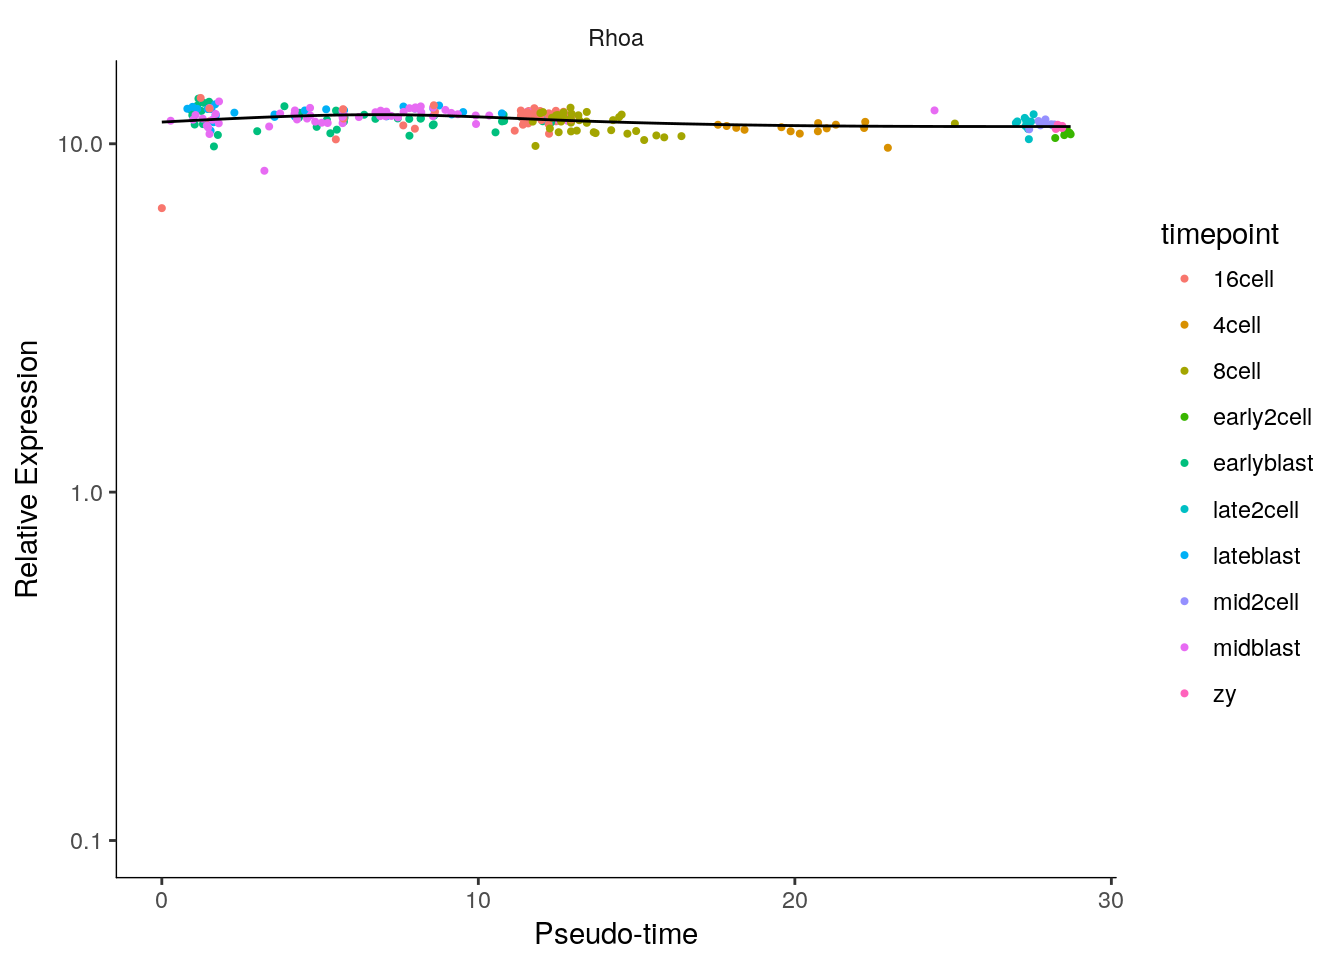 Rhoa
10.0
1.0
0.1
Relative Expression
0
10
20
30
Pseudo-time
timepoint
16cell
4cell
8cell
early2cell
earlyblast
late2cell
lateblast
mid2cell
midblast
zy